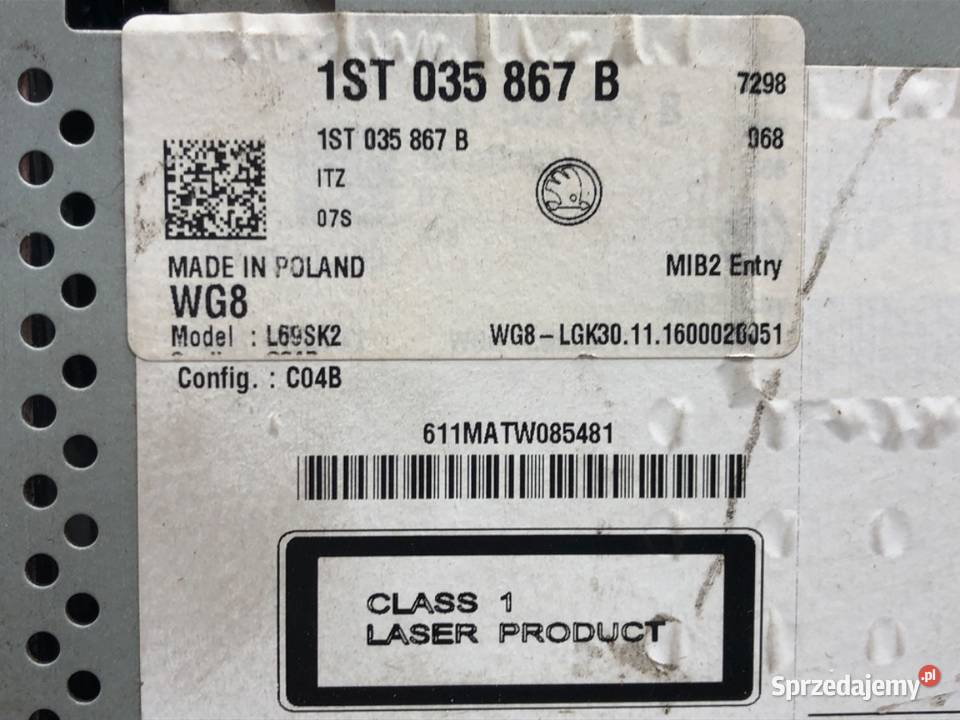 1ST 035 867 B 7298
1ST 035 867 B 068
ITZ
07S
MADE IN POLAND MIB2 Entry
WG8
Model : L69SK2 WG8-LGK30.11.1600020051
Config. : C04B
611MATW085481
CLASS 1
LASER PRODUCT
Sprzedajemy.pl